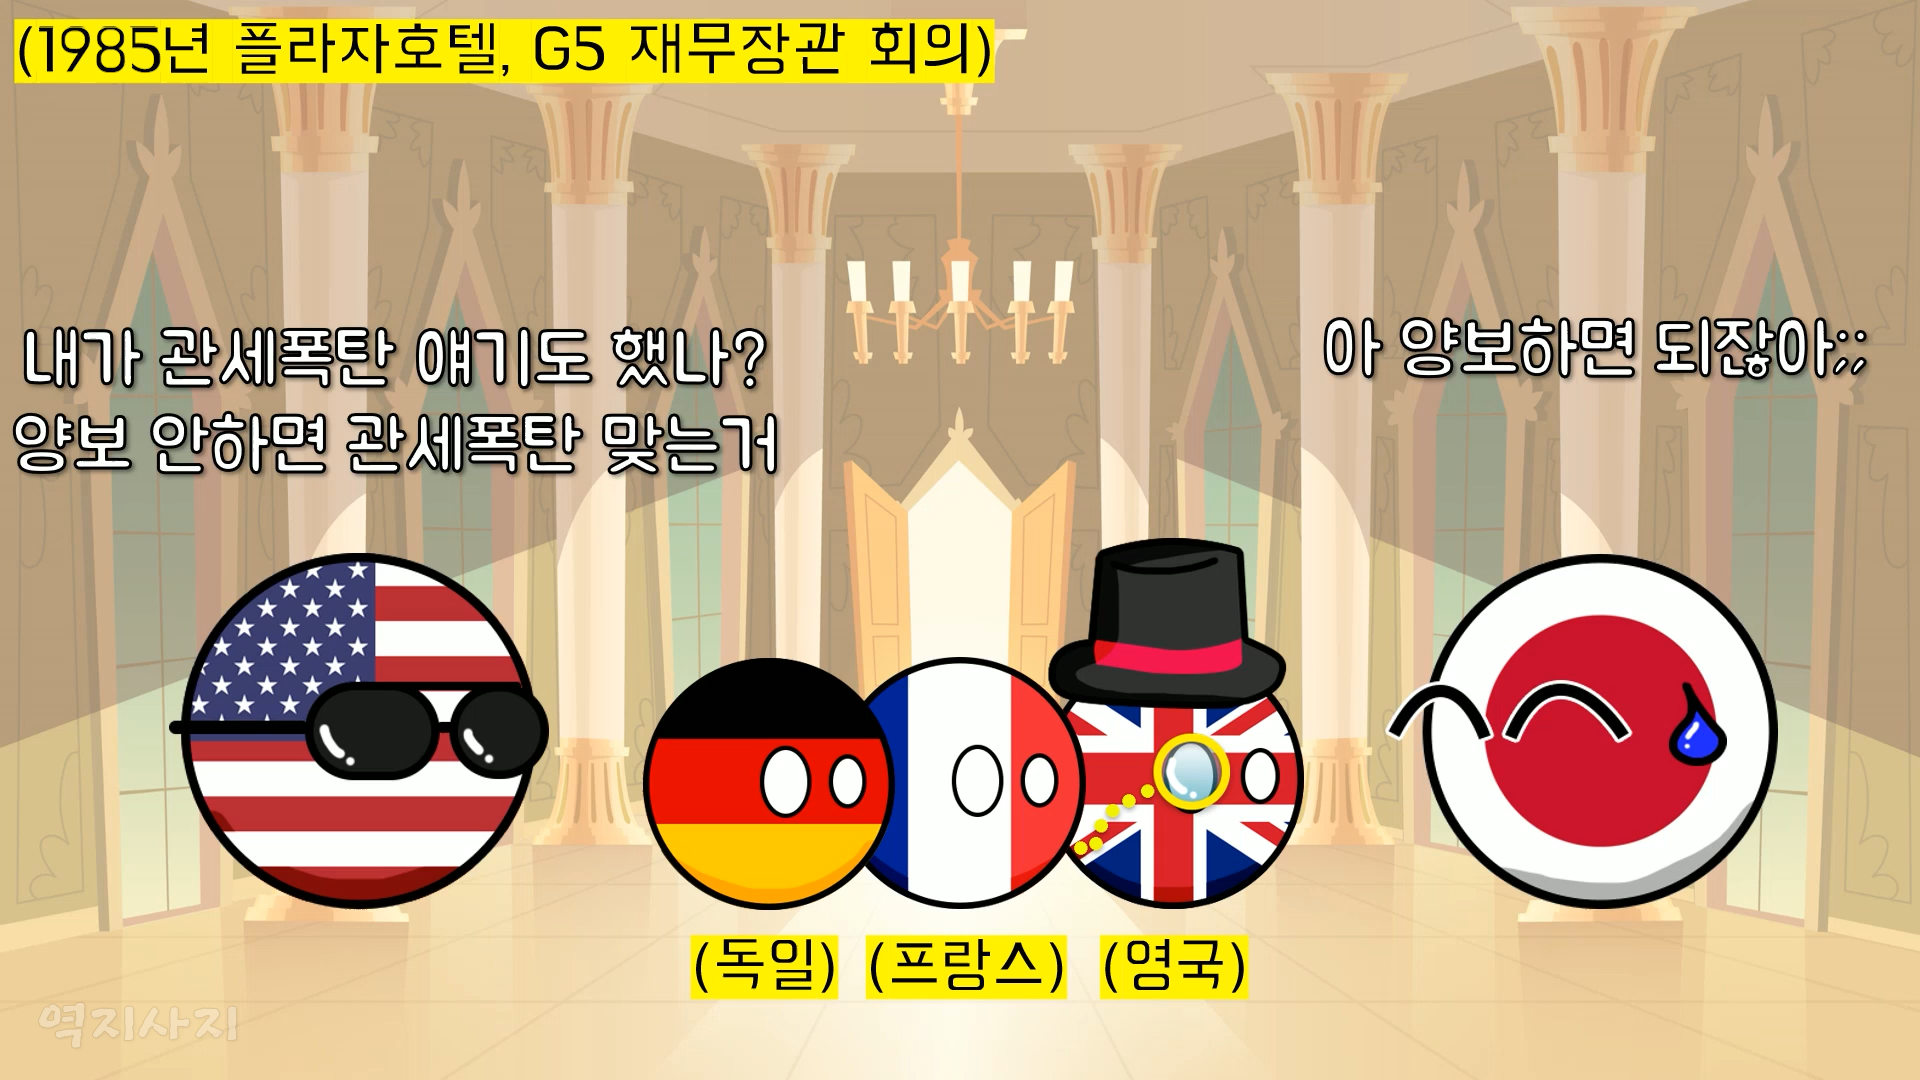 (1985년 플라자호텔, G5 재무장관 회의)
내가 관세폭탄 얘기도 했나?
양보 안하면 관세폭탄 맞는거
아 양보하면 되잖아;;
(독일) (프랑스) (영국)
역지사지